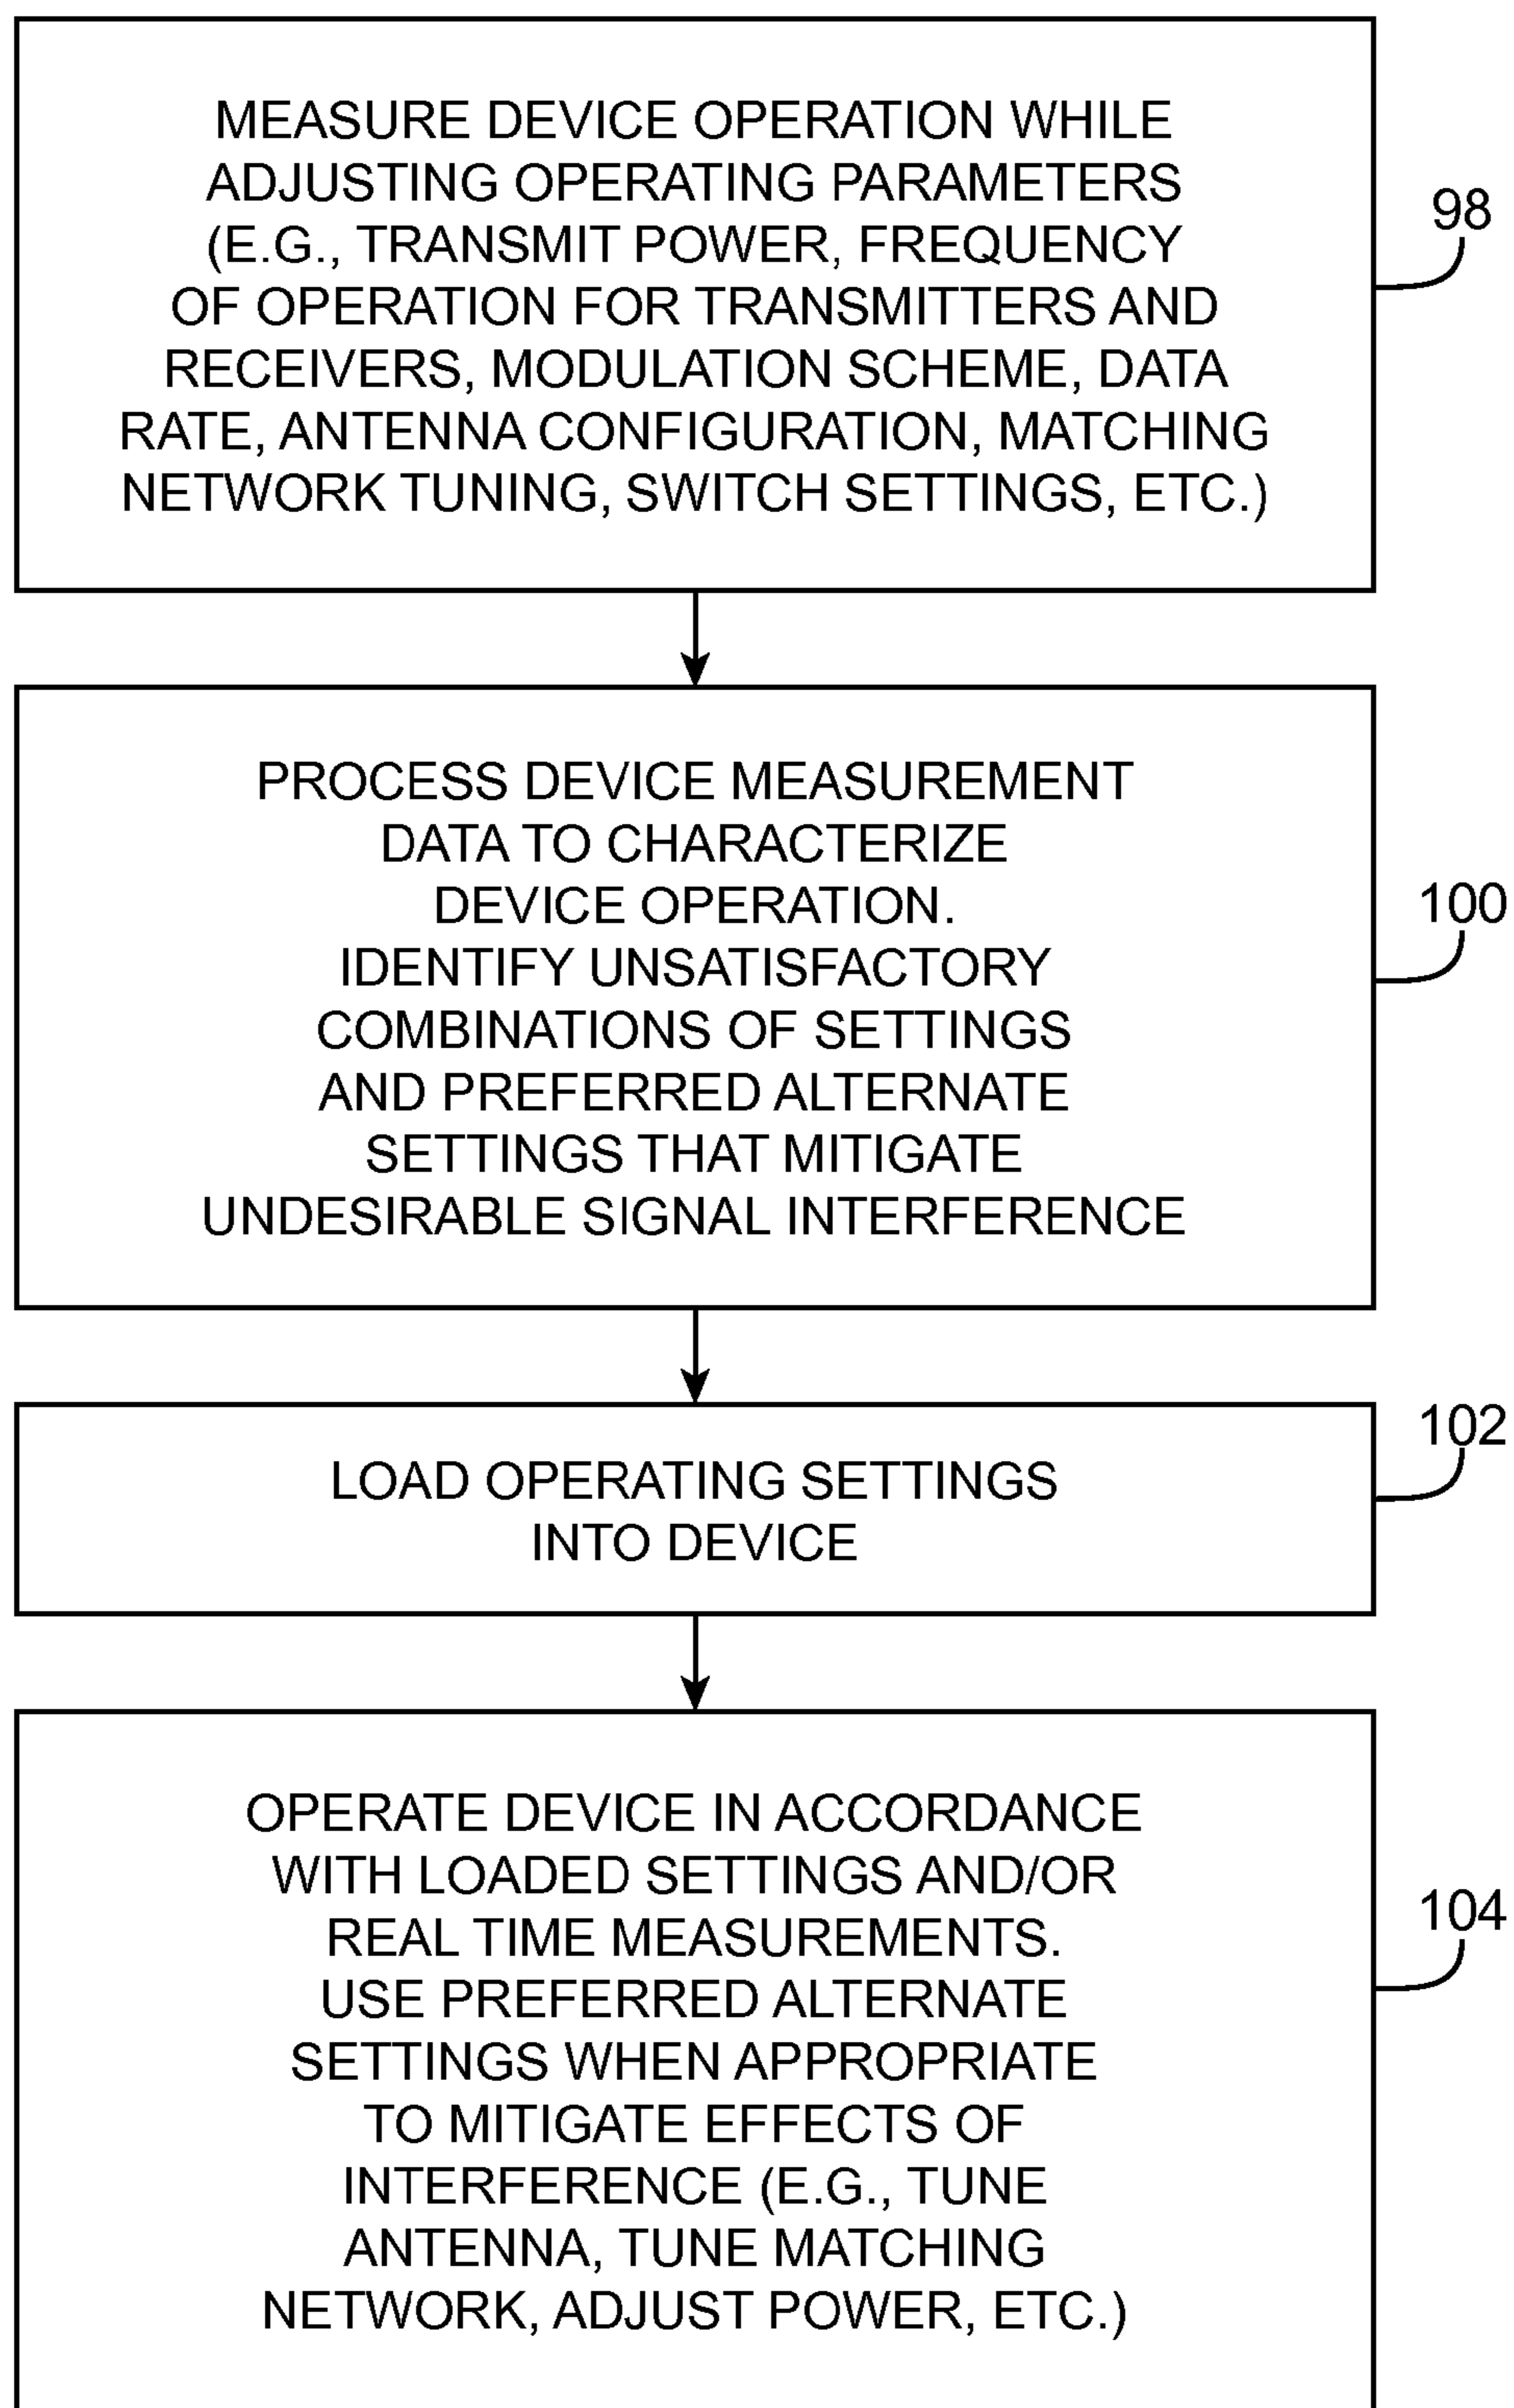 MEASURE DEVICE OPERATION WHILE
ADJUSTING OPERATING PARAMETERS
(E.G., TRANSMIT POWER, FREQUENCY
OF OPERATION FOR TRANSMITTERS AND
RECEIVERS, MODULATION SCHEME, DATA
RATE, ANTENNA CONFIGURATION, MATCHING
NETWORK TUNING, SWITCH SETTINGS, ETC.)
98
PROCESS DEVICE MEASUREMENT
DATA TO CHARACTERIZE
DEVICE OPERATION.
IDENTIFY UNSATISFACTORY
COMBINATIONS OF SETTINGS
AND PREFERRED ALTERNATE
SETTINGS THAT MITIGATE
UNDESIRABLE SIGNAL INTERFERENCE
100
LOAD OPERATING SETTINGS
INTO DEVICE
102
OPERATE DEVICE IN ACCORDANCE
WITH LOADED SETTINGS AND/OR
REAL TIME MEASUREMENTS.
USE PREFERRED ALTERNATE
SETTINGS WHEN APPROPRIATE
TO MITIGATE EFFECTS OF
INTERFERENCE (E.G., TUNE
ANTENNA, TUNE MATCHING
NETWORK, ADJUST POWER, ETC.)
104